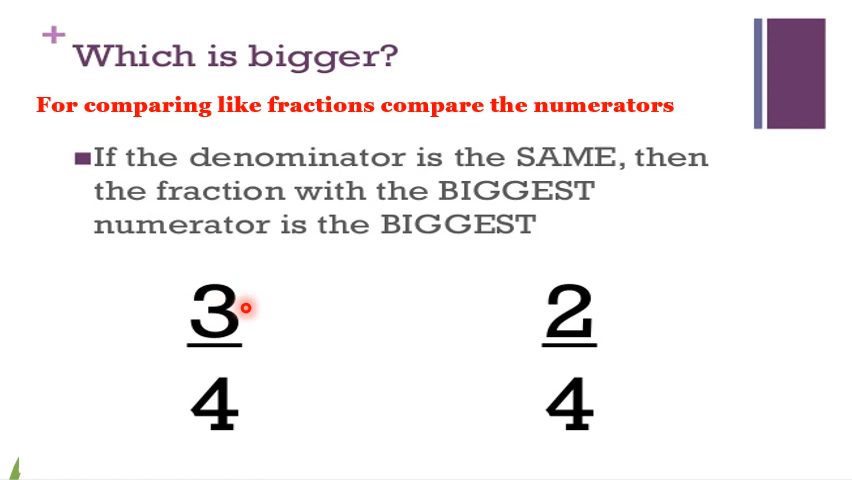 +
Which is bigger?
For comparing like fractions compare the numerators
If the denominator is the SAME, then
the fraction with the BIGGEST
numerator is the BIGGEST
3 2
4 4